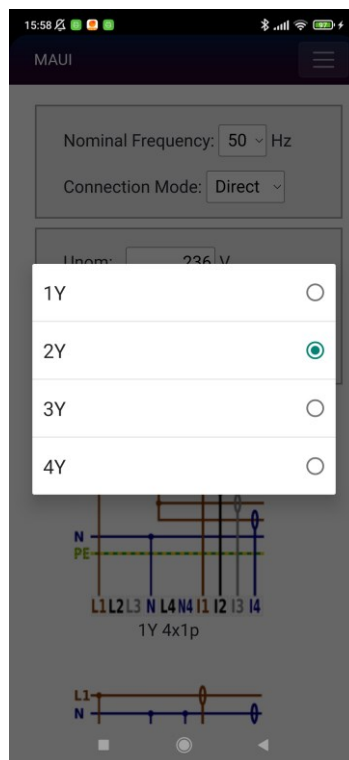 15:58
97
MAUI
Nominal Frequency: 50 Hz
Connection Mode: Direct
Unom: 236 V
1Y
2Y
3Y
4Y
N
PE
L1 L2 L3 N L4 N4 I1 I2 I3 I4
1Y 4x1p
L1
N